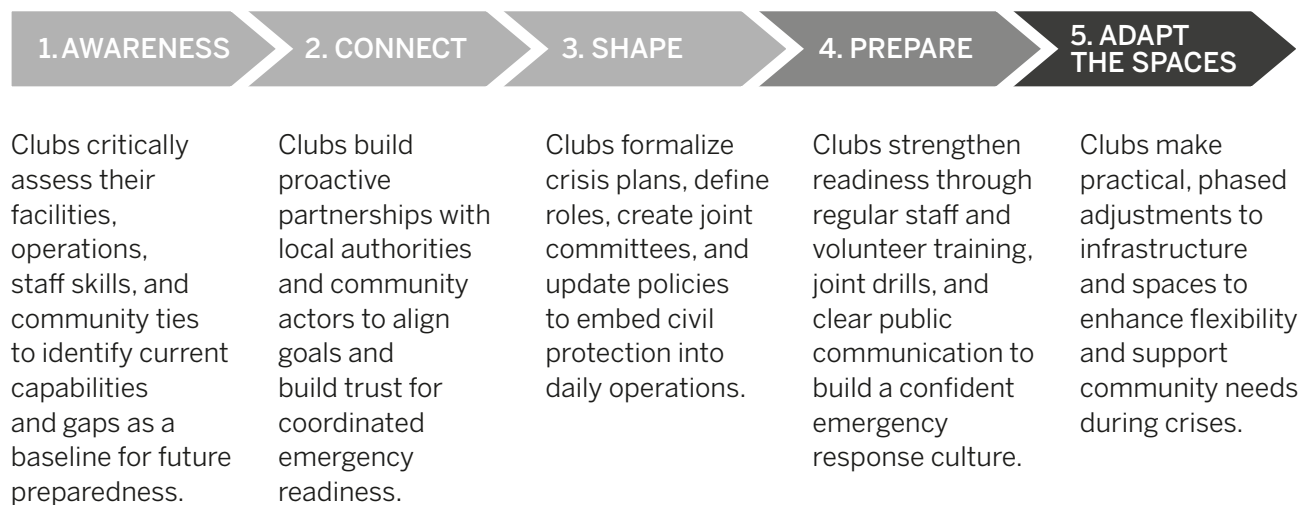 1. AWARENESS
2. CONNECT
3. SHAPE
4. PREPARE
5. ADAPT
THE SPACES
Clubs critically
assess their
facilities,
operations,
staff skills, and
community ties
to identify current
capabilities
and gaps as a
baseline for future
preparedness.
Clubs build
proactive
partnerships with
local authorities
and community
actors to align
goals and
build trust for
coordinated
emergency
readiness.
Clubs formalize
crisis plans, define
roles, create joint
committees, and
update policies
to embed civil
protection into
daily operations.
Clubs strengthen
readiness through
regular staff and
volunteer training,
joint drills, and
clear public
communication to
build a confident
emergency
response culture.
Clubs make
practical, phased
adjustments to
infrastructure
and spaces to
enhance flexibility
and support
community needs
during crises.